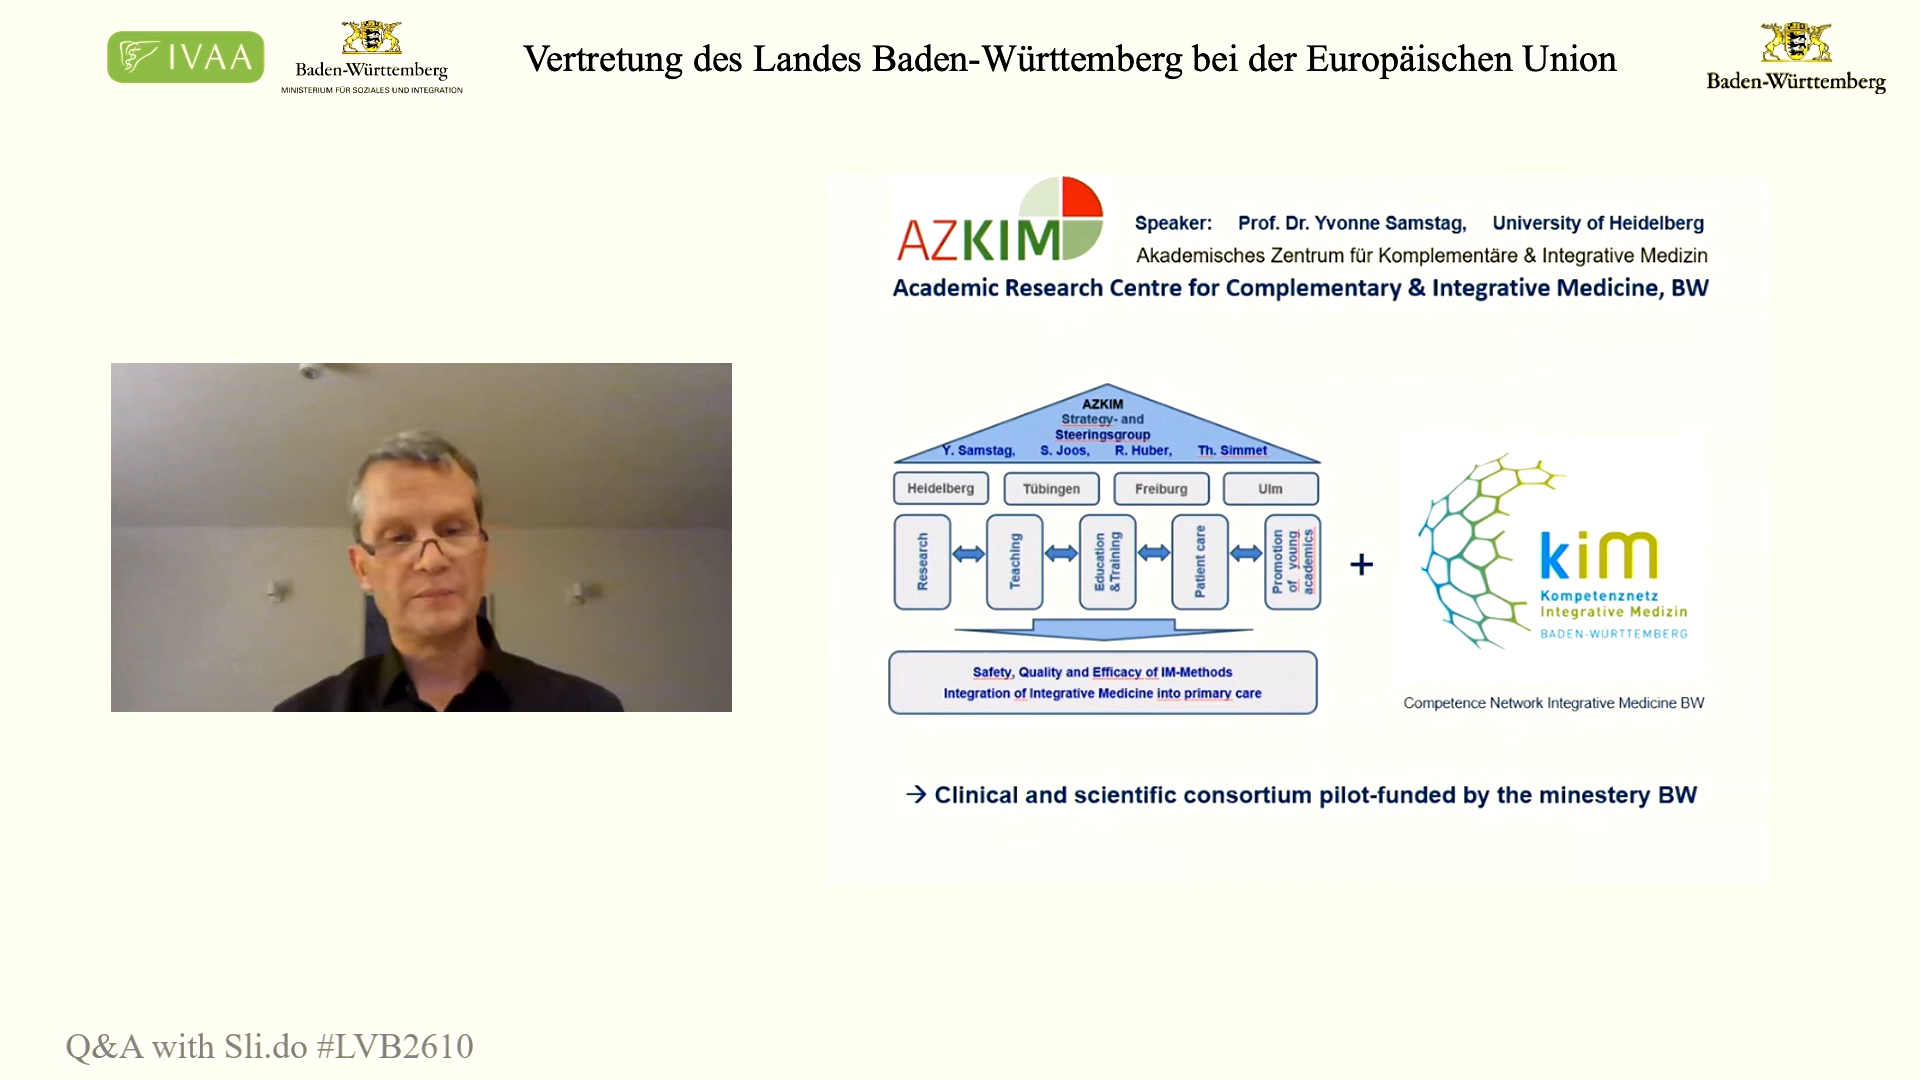 IVAA
Baden-Württemberg
MINISTERIUM FÜR SOZIALES UND INTEGRATION
Vertretung des Landes Baden-Württemberg bei der Europäischen Union
Baden-Württemberg
AZKIM
Speaker: Prof. Dr. Yvonne Samstag, University of Heidelberg
Akademisches Zentrum für Komplementäre & Integrative Medizin
Academic Research Centre for Complementary & Integrative Medicine, BW
AZKIM
Strategy- and
Steeringsgroup
Y. Samstag, S. Joos, R. Huber, Th. Simmet
Heidelberg Tübingen Freiburg Ulm
Research
Teaching
Education
&Training
Patient care
Promotion
of young
academics
Safety, Quality and Efficacy of IM-Methods
Integration of Integrative Medicine into primary care
+
kim
Kompetenznetz
Integrative Medizin
BADEN-WÜRTTEMBERG
Competence Network Integrative Medicine BW
→ Clinical and scientific consortium pilot-funded by the minestery BW
Q&A with Sli.do #LVB2610